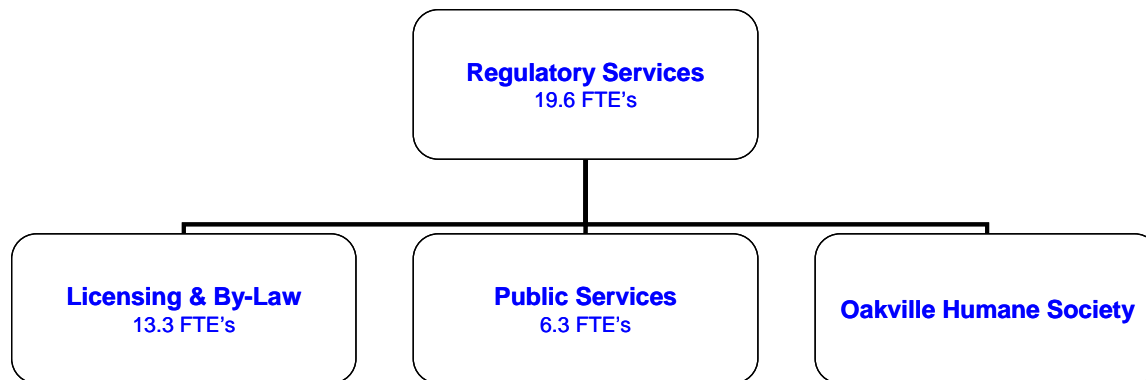 Regulatory Services
19.6 FTE's
Licensing & By-Law
13.3 FTE's
Public Services
6.3 FTE's
Oakville Humane Society